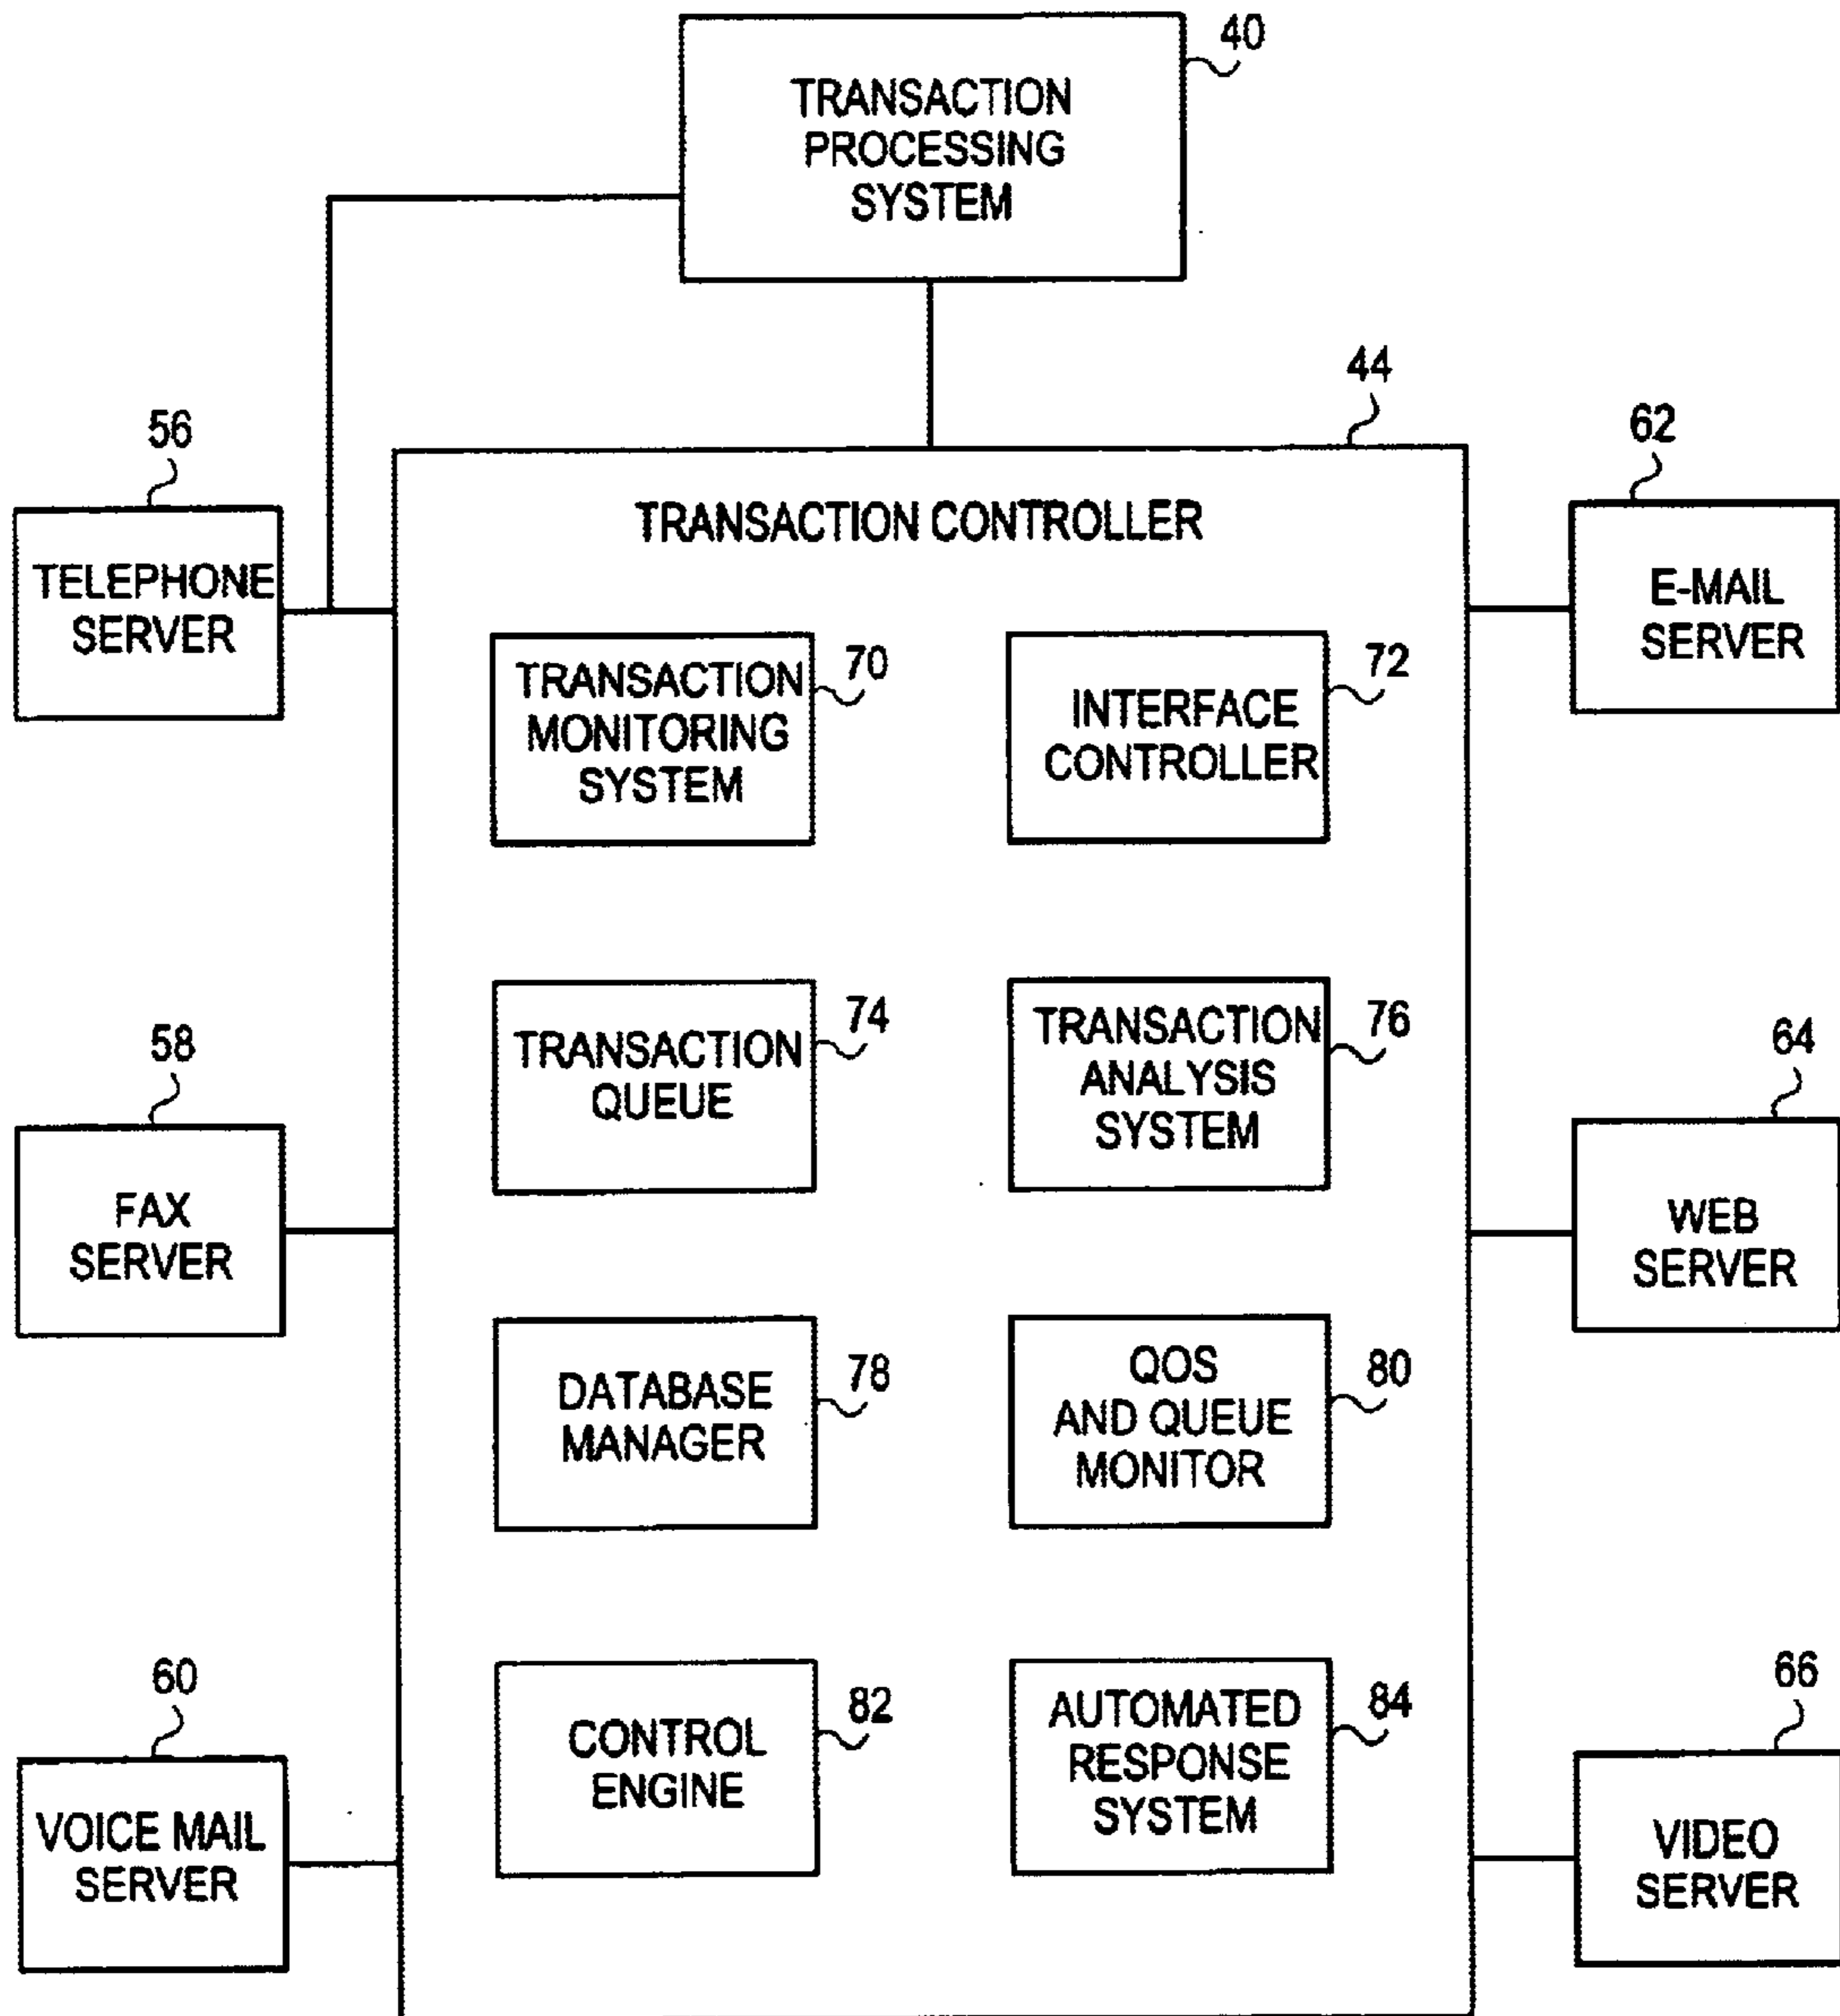 40
TRANSACTION
PROCESSING
SYSTEM
44
56
62
TRANSACTION CONTROLLER
TELEPHONE
SERVER
E-MAIL
SERVER
TRANSACTION
MONITORING
SYSTEM
70
INTERFACE
CONTROLLER
72
TRANSACTION
QUEUE
74
TRANSACTION
ANALYSIS
SYSTEM
76
58
64
FAX
SERVER
WEB
SERVER
DATABASE
MANAGER
78
QOS
AND QUEUE
MONITOR
80
60
66
CONTROL
ENGINE
82
AUTOMATED
RESPONSE
SYSTEM
84
VOICE MAIL
SERVER
VIDEO
SERVER